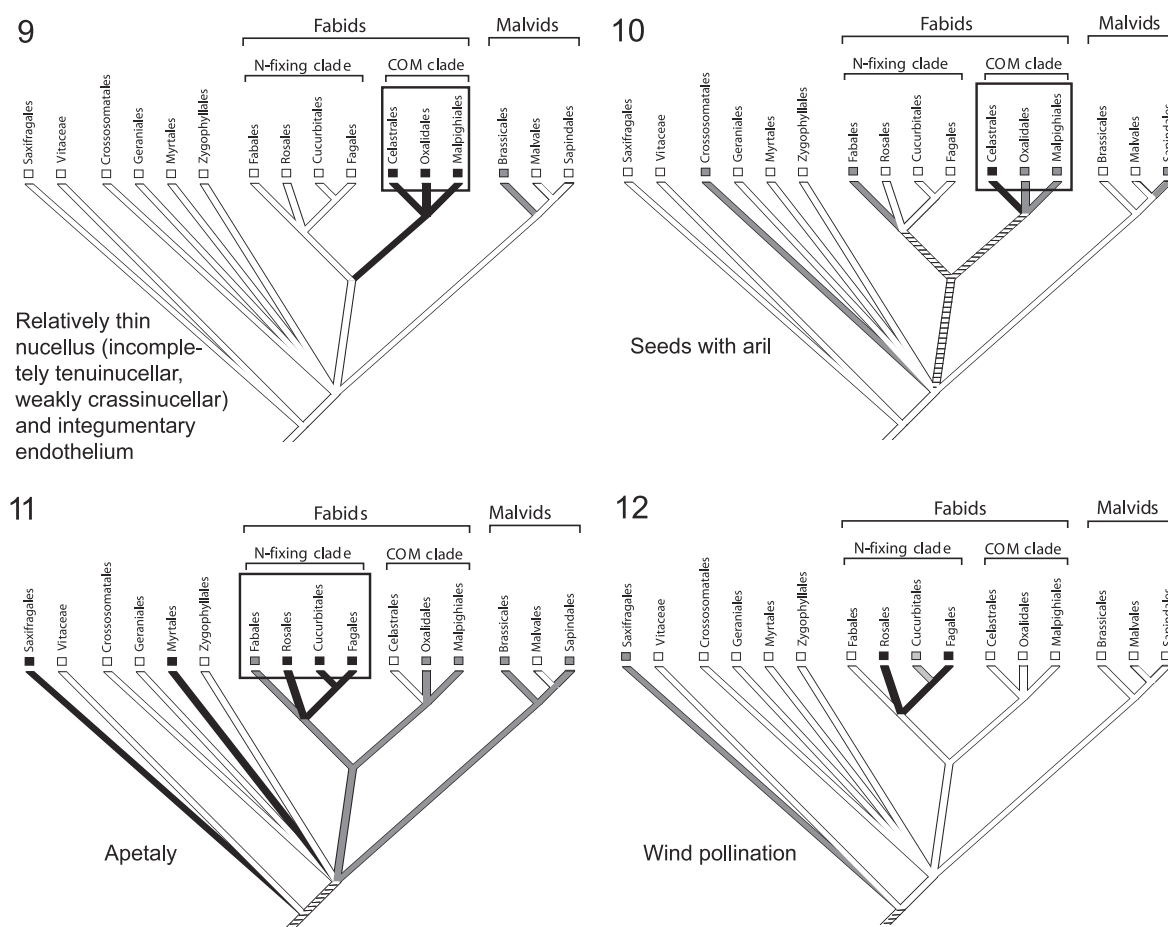 9
Fabids
Malvids
N-fixing clade
COM clade
Saxifragales
Vitaceae
Crossosomatales
Geraniales
Myrtales
Zygophyllales
Fabales
Rosales
Cucurbitales
Fagales
Celastrales
Oxalidales
Malpighiales
Brassicales
Malvales
Sapindales
Relatively thin
nucellus (incomple-
tely tenuinucellar,
weakly crassinucellar)
and integumentary
endothelium
10
Fabids
Malvids
N-fixing clade
COM clade
Saxifragales
Vitaceae
Crossosomatales
Geraniales
Myrtales
Zygophyllales
Fabales
Rosales
Cucurbitales
Fagales
Celastrales
Oxalidales
Malpighiales
Brassicales
Malvales
Sapindales
Seeds with aril
11
Fabids
Malvids
N-fixing clade
COM clade
Saxifragales
Vitaceae
Crossosomatales
Geraniales
Myrtales
Zygophyllales
Fabales
Rosales
Cucurbitales
Fagales
Celastrales
Oxalidales
Malpighiales
Brassicales
Malvales
Sapindales
Apetaly
12
Fabids
Malvids
N-fixing clade
COM clade
Saxifragales
Vitaceae
Crossosomatales
Geraniales
Myrtales
Zygophyllales
Fabales
Rosales
Cucurbitales
Fagales
Celastrales
Oxalidales
Malpighiales
Brassicales
Malvales
Sapindales
Wind pollination